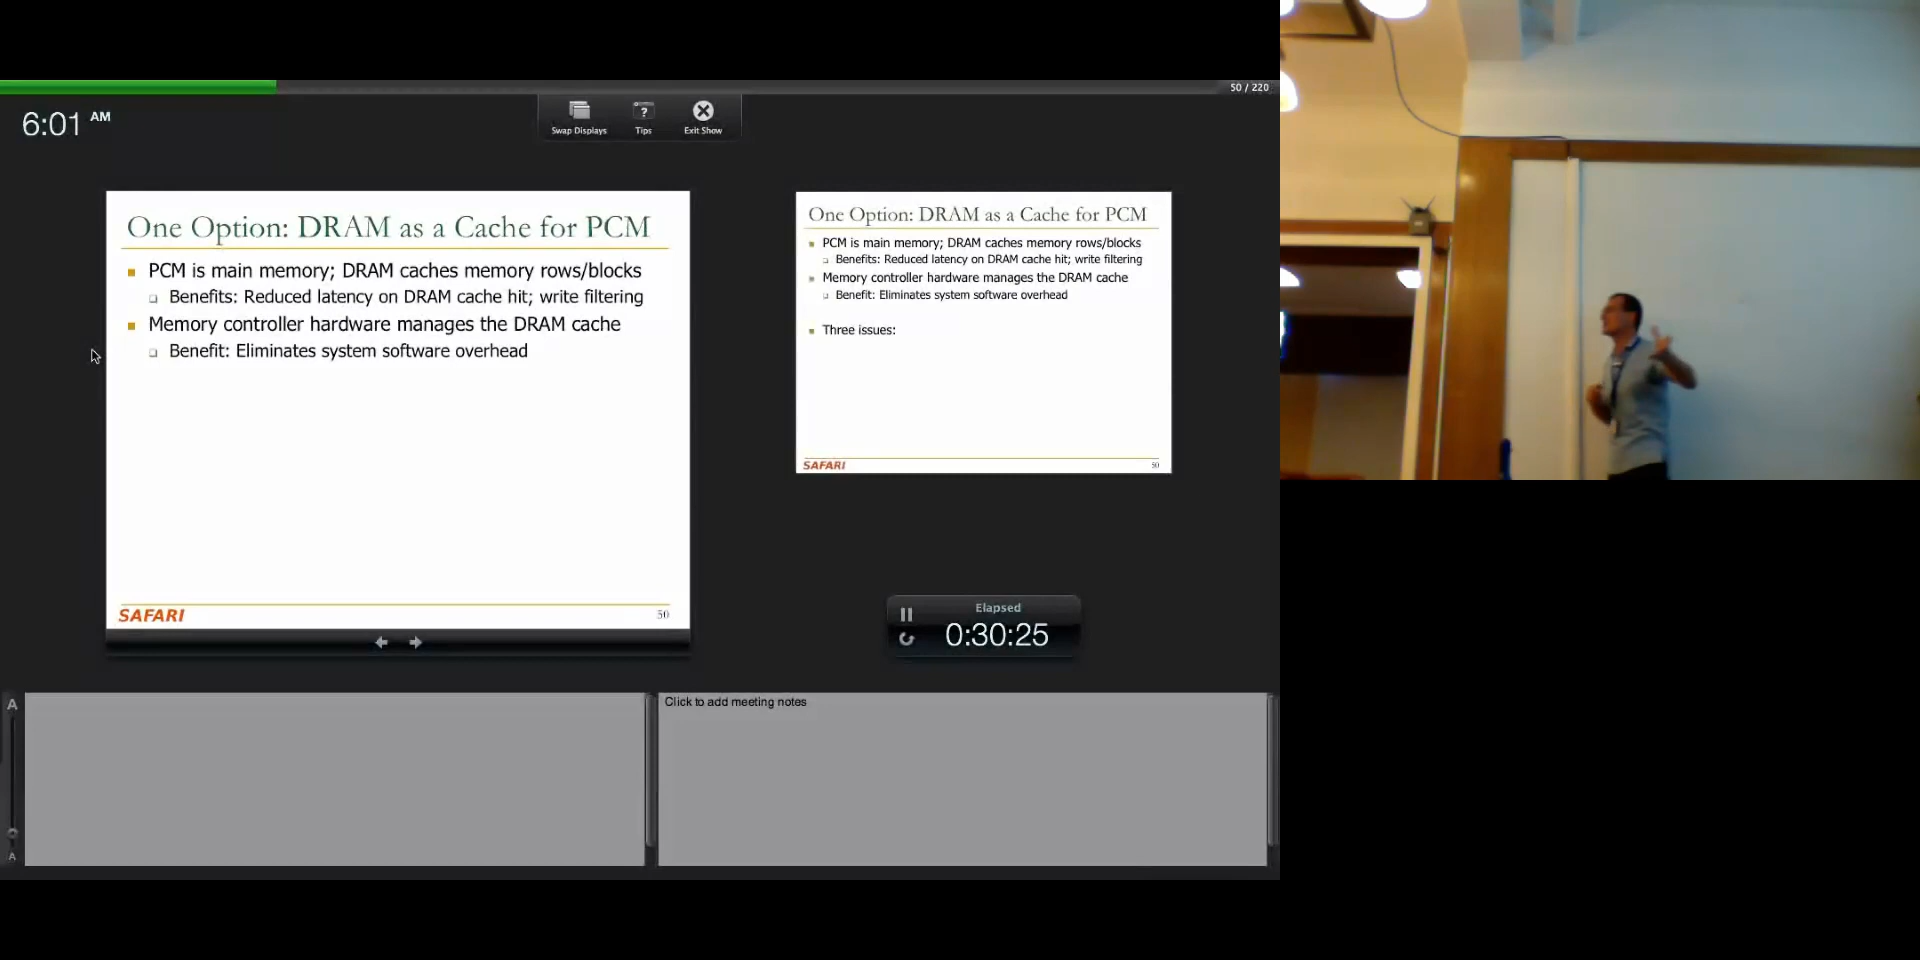 50 / 220
6:01 AM
Swap Displays
Tips
Exit Show
One Option: DRAM as a Cache for PCM
PCM is main memory; DRAM caches memory rows/blocks
Benefits: Reduced latency on DRAM cache hit; write filtering
Memory controller hardware manages the DRAM cache
Benefit: Eliminates system software overhead
SAFARI
50
One Option: DRAM as a Cache for PCM
PCM is main memory; DRAM caches memory rows/blocks
Benefits: Reduced latency on DRAM cache hit; write filtering
Memory controller hardware manages the DRAM cache
Benefit: Eliminates system software overhead
Three issues:
SAFARI
50
Elapsed
0:30:25
A
A
Click to add meeting notes